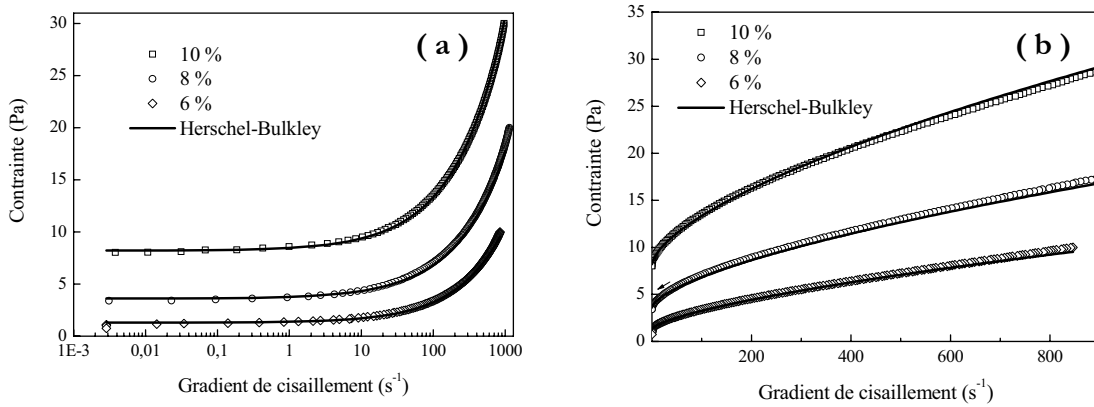 ( a )
30
25
20
15
10
5
0
Contrainte (Pa)
10 %
8 %
6 %
Herschel-Bulkley
1E-3 0,01 0,1 1 10 100 1000
Gradient de cisaillement (s⁻¹)
( b )
35
30
25
20
15
10
5
0
Contrainte (Pa)
10 %
8 %
6 %
Herschel-Bulkley
200 400 600 800
Gradient de cisaillement (s⁻¹)